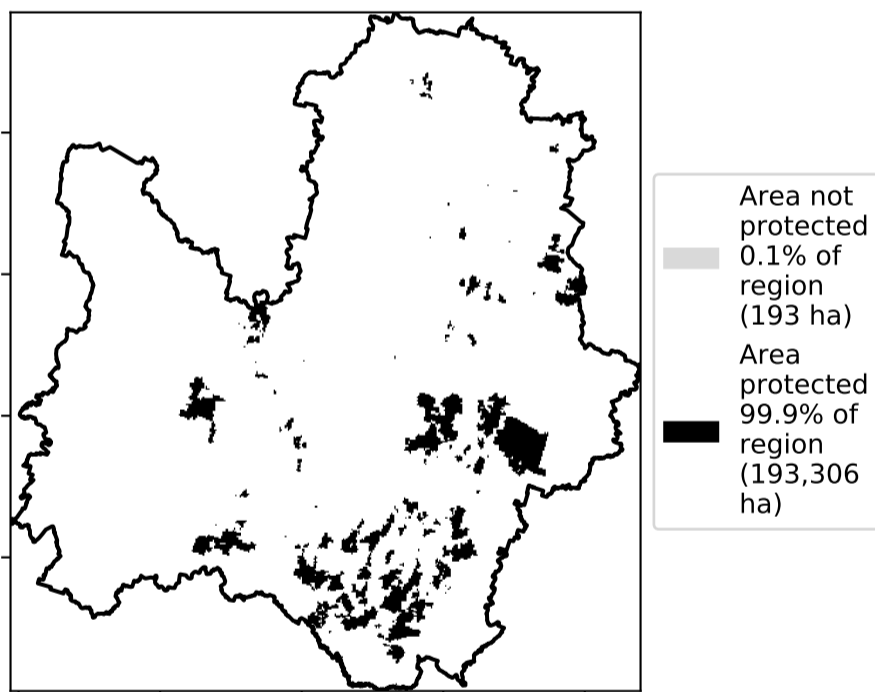 Area not
protected
0.1% of
region
(193 ha)
Area
protected
99.9% of
region
(193,306
ha)